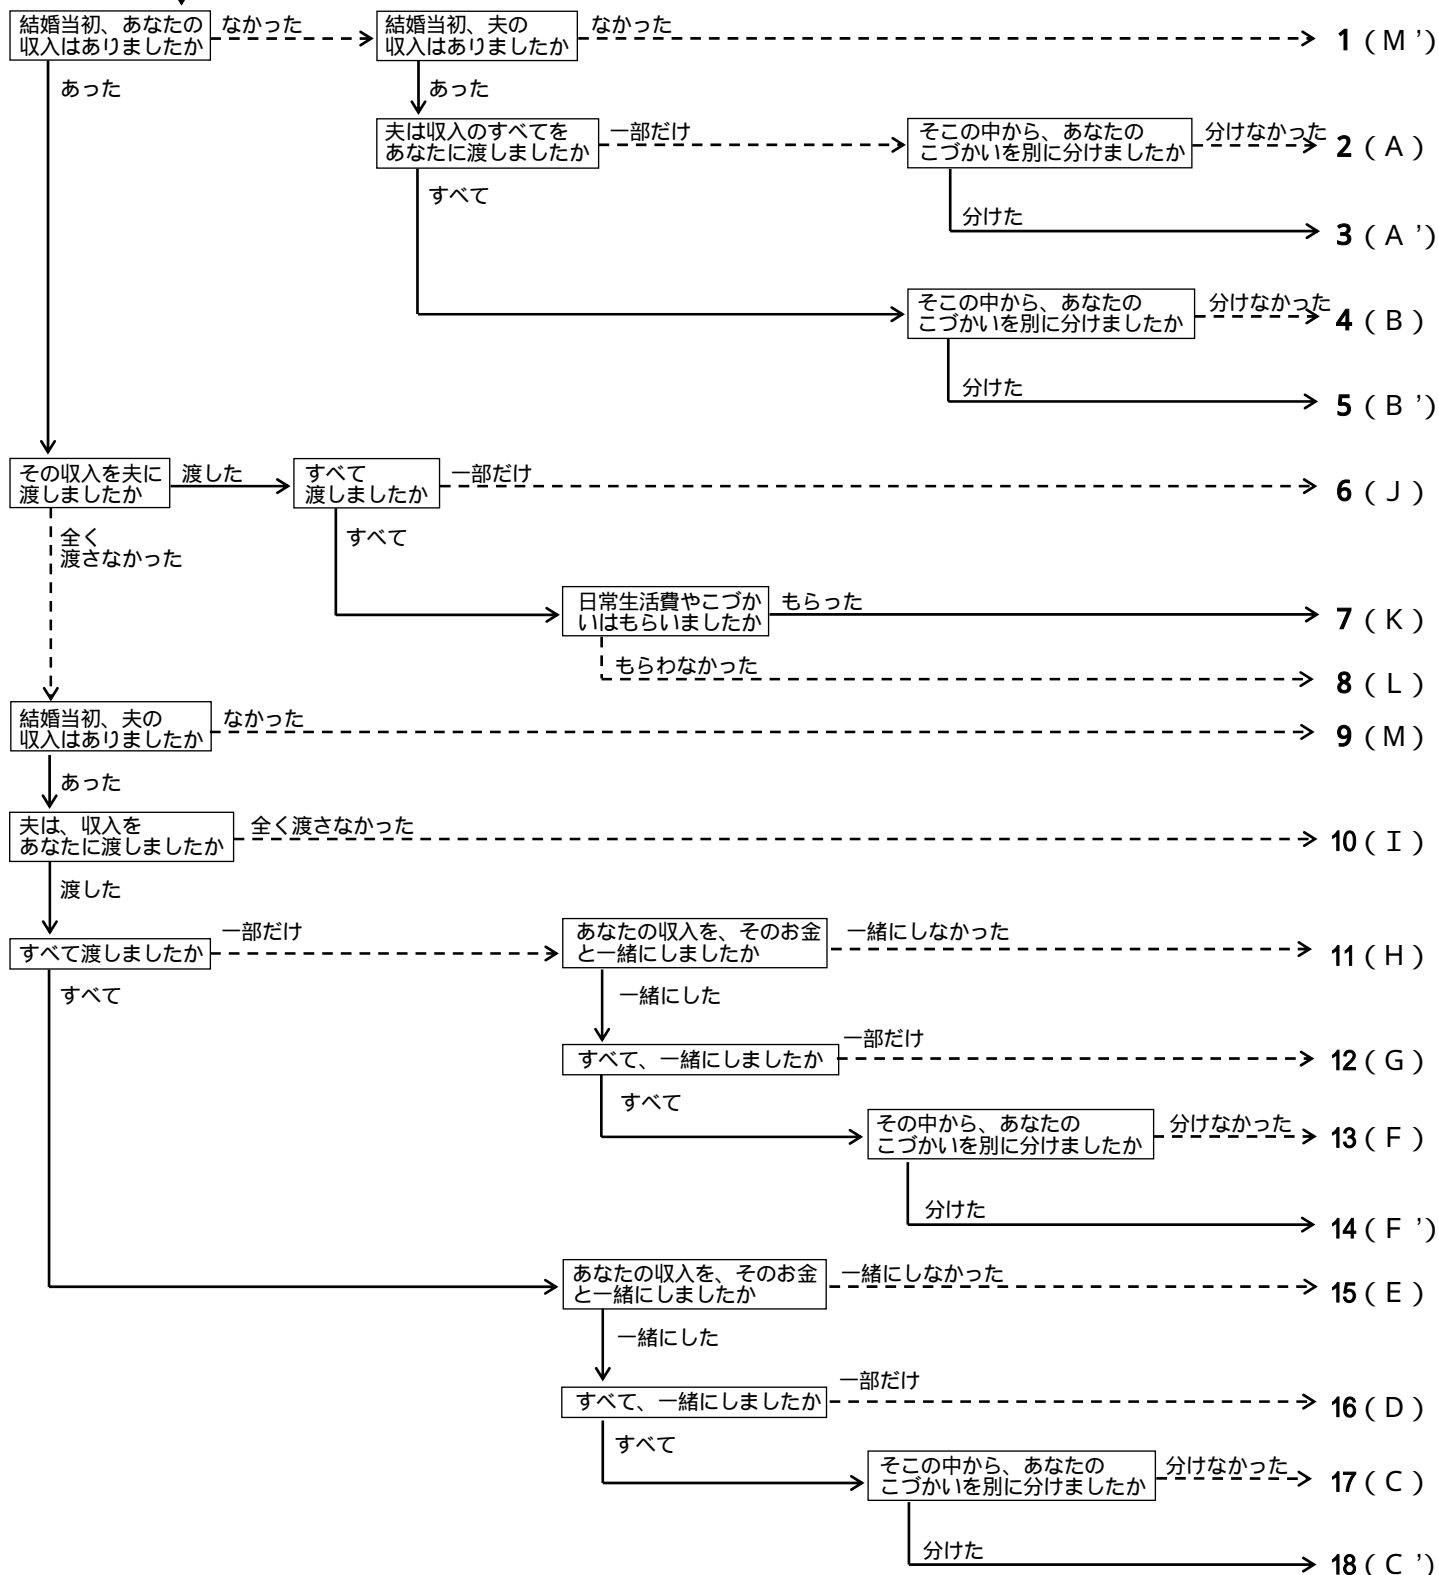 結婚当初、あなたの
収入はありましたか
なかった
結婚当初、夫の
収入はありましたか
なかった
1 ( M ' )
あった
あった
夫は収入のすべてを
あなたに渡しましたか
一部だけ
そこの中から、あなたの
こづかいを別に分けましたか
分けなかった
2 ( A )
すべて
分けた
3 ( A ' )
そこの中から、あなたの
こづかいを別に分けましたか
分けなかった
4 ( B )
分けた
5 ( B ' )
その収入を夫に
渡しましたか
渡した
すべて
渡しましたか
一部だけ
6 ( J )
全く
渡さなかった
すべて
日常生活費やこづか
いはもらいましたか
もらった
7 ( K )
もらわなかった
8 ( L )
結婚当初、夫の
収入はありましたか
なかった
9 ( M )
あった
夫は、収入を
あなたに渡しましたか
全く渡さなかった
10 ( I )
渡した
すべて渡しましたか
一部だけ
あなたの収入を、そのお金
と一緒にしましたか
一緒にしなかった
11 ( H )
すべて
一緒にした
すべて、一緒にしましたか
一部だけ
12 ( G )
すべて
その中から、あなたの
こづかいを別に分けましたか
分けなかった
13 ( F )
分けた
14 ( F ' )
あなたの収入を、そのお金
と一緒にしましたか
一緒にしなかった
15 ( E )
一緒にした
すべて、一緒にしましたか
一部だけ
16 ( D )
すべて
そこの中から、あなたの
こづかいを別に分けましたか
分けなかった
17 ( C )
分けた
18 ( C ' )